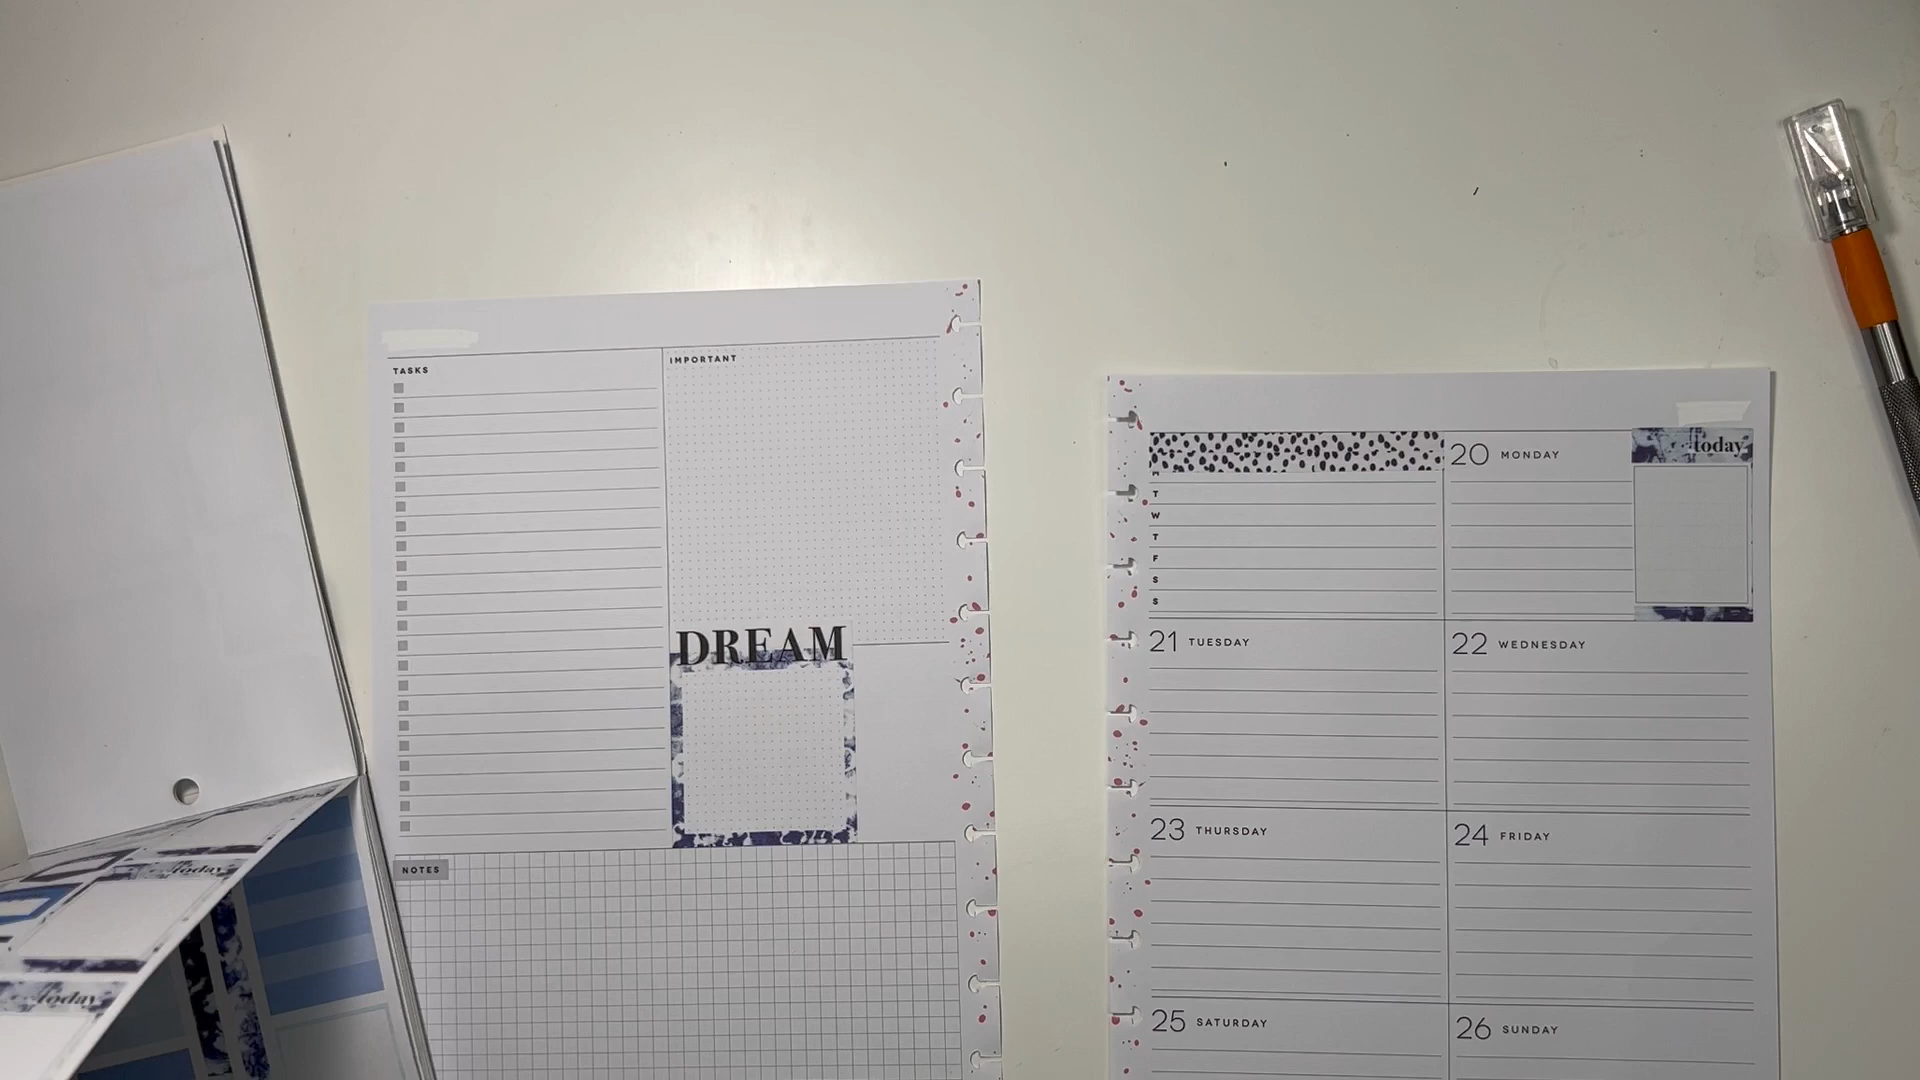 TASKS
IMPORTANT
DREAM
NOTES
today
today
20 MONDAY
today
T
W
T
F
S
S
21 TUESDAY
22 WEDNESDAY
23 THURSDAY
24 FRIDAY
25 SATURDAY
26 SUNDAY